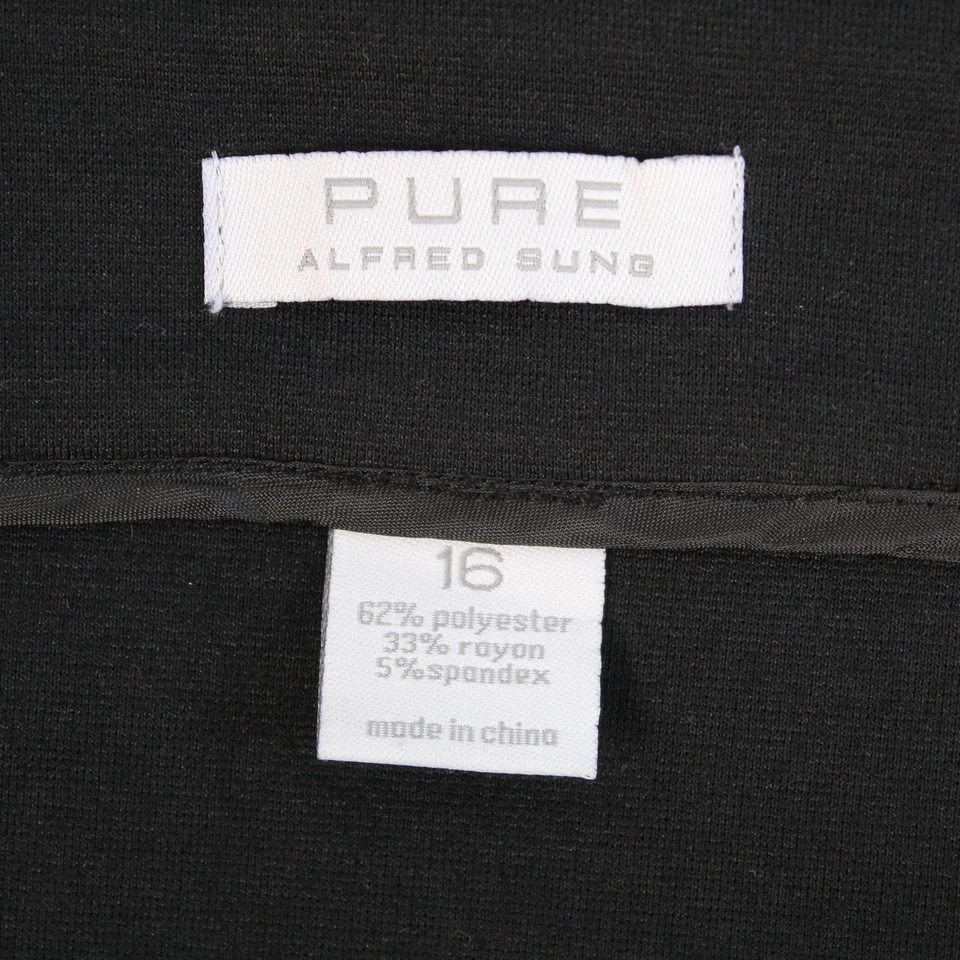 PURE
ALFRED SUNG
16
62% polyester
33% rayon
5%spandex
made in china